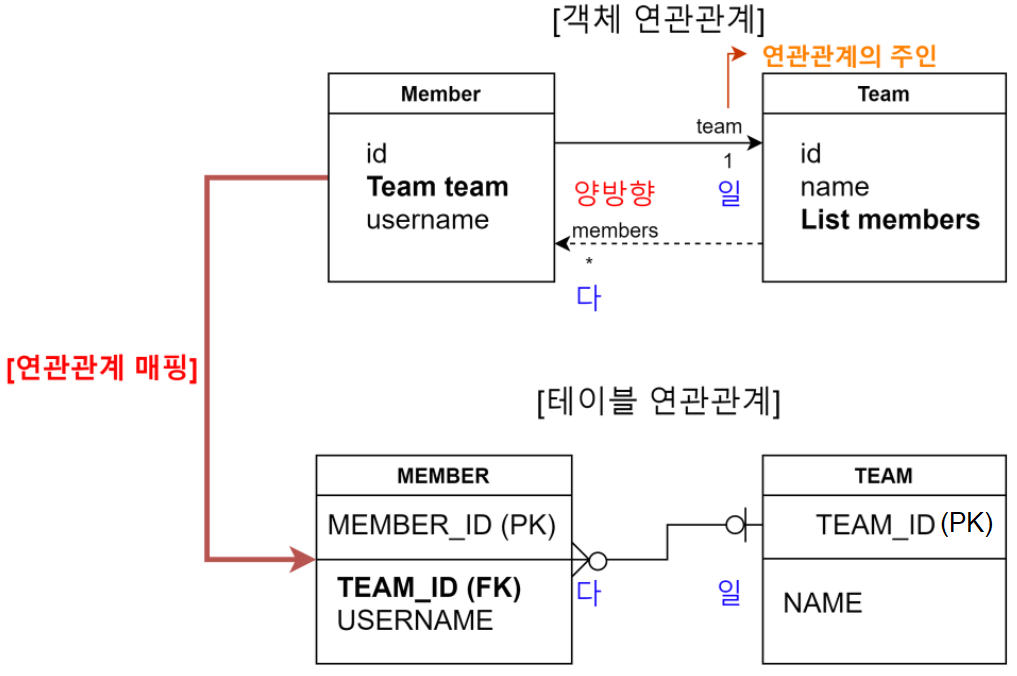 [객체 연관관계]
연관관계의 주인
Member
Team
team
1
일
id
Team team
username
양방향
members
*
다
id
name
List members
[연관관계 매핑]
[테이블 연관관계]
MEMBER
TEAM
MEMBER_ID (PK)
TEAM_ID (PK)
TEAM_ID (FK)
USERNAME
다
일
NAME